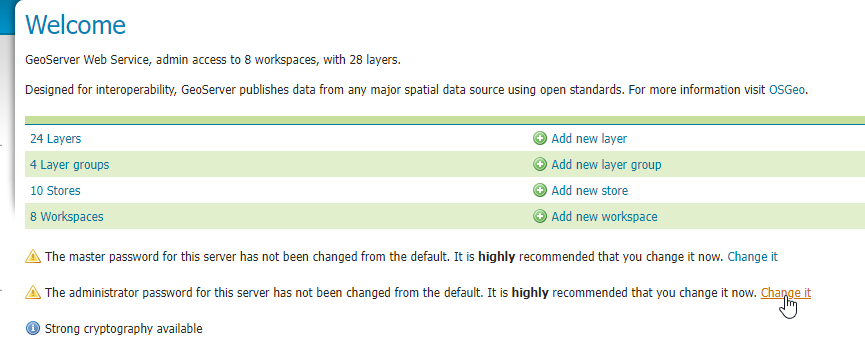 Welcome
GeoServer Web Service, admin access to 8 workspaces, with 28 layers.
Designed for interoperability, GeoServer publishes data from any major spatial data source using open standards. For more information visit OSGeo.
24 Layers Add new layer
4 Layer groups Add new layer group
10 Stores Add new store
8 Workspaces Add new workspace
The master password for this server has not been changed from the default. It is highly recommended that you change it now. Change it
The administrator password for this server has not been changed from the default. It is highly recommended that you change it now. Change it
Strong cryptography available